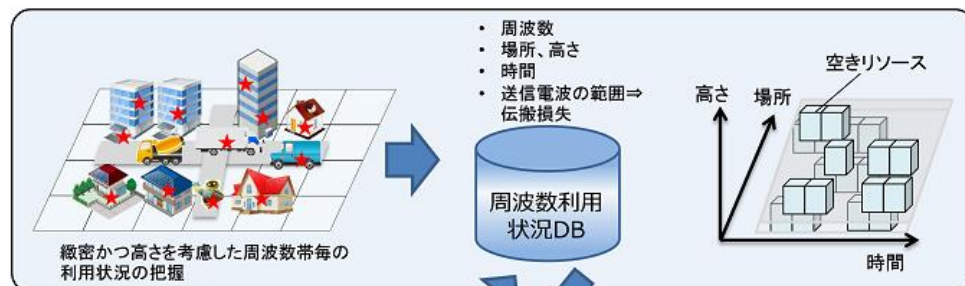 • 周波数
• 場所、高さ
• 時間
• 送信電波の範囲⇒
伝搬損失
周波数利用
状況DB
緻密かつ高さを考慮した周波数帯毎の
利用状況の把握
空きリソース
高さ
場所
時間